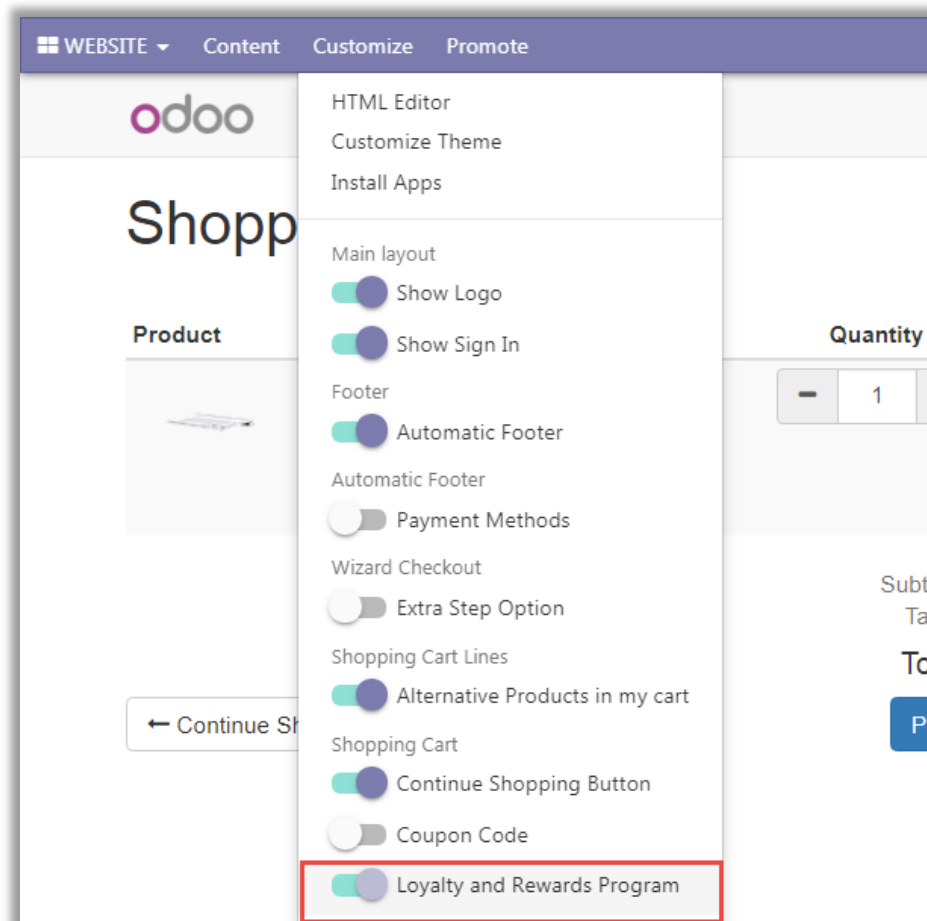 WEBSITE Content Customize Promote
odoo
HTML Editor
Customize Theme
Install Apps
Shopp
Main layout
Show Logo
Show Sign In
Product
Quantity
1
Footer
Automatic Footer
Automatic Footer
Payment Methods
Wizard Checkout
Extra Step Option
Subt
Ta
To
Shopping Cart Lines
Alternative Products in my cart
Continue Sh
P
Shopping Cart
Continue Shopping Button
Coupon Code
Loyalty and Rewards Program